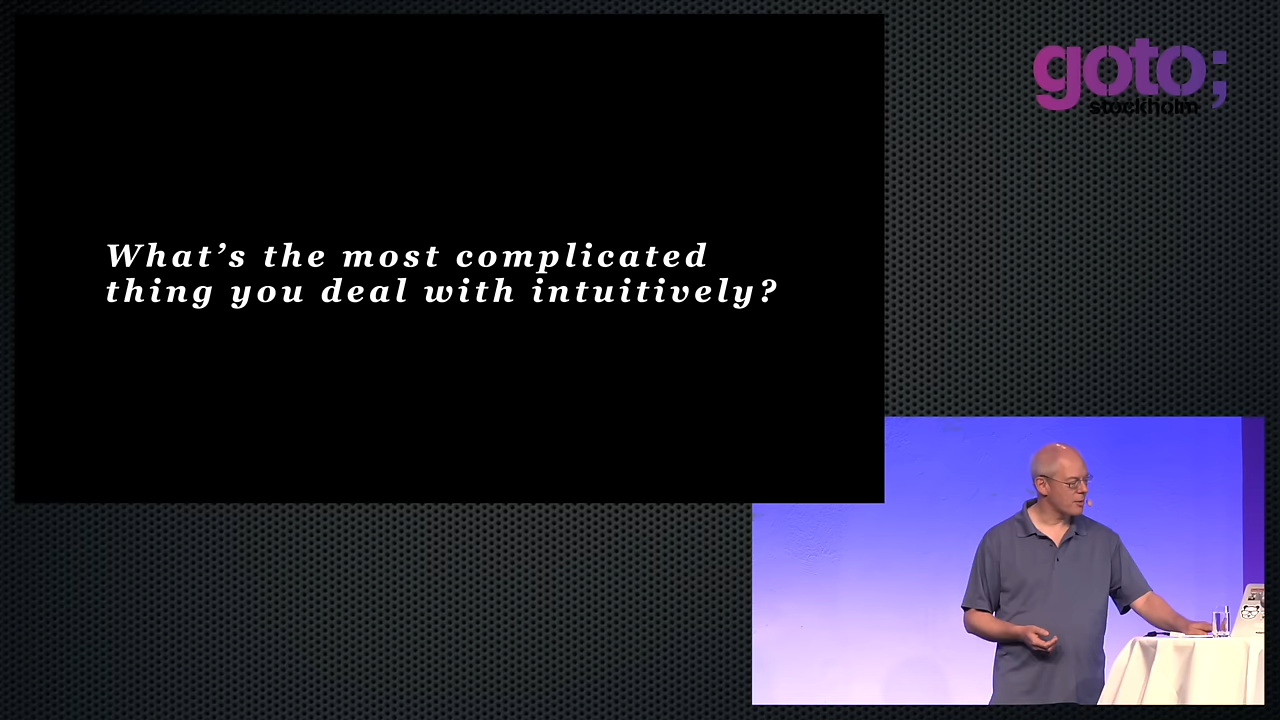 What's the most complicated
thing you deal with intuitively?
goto;
stockholm